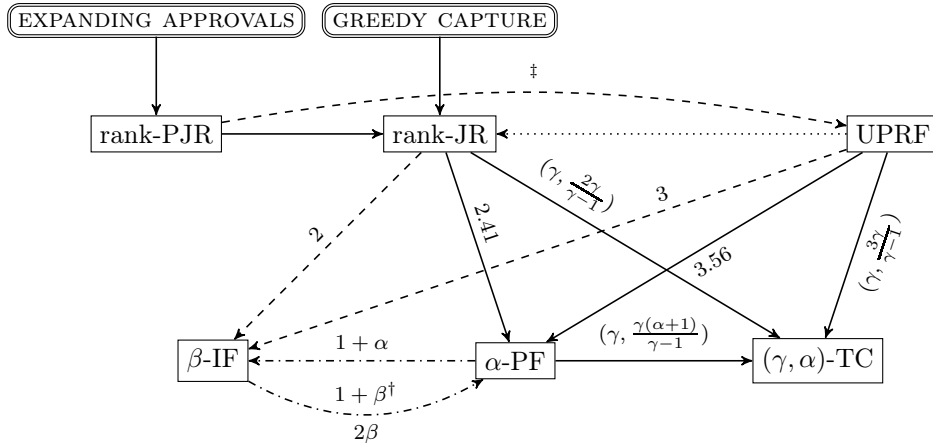 EXPANDING APPROVALS
GREEDY CAPTURE
‡
rank-PJR
rank-JR
UPRF
(γ, 2γ/γ−1)
3
2
2.41
3.56
(γ, 3γ/γ−1)
β-IF
1 + α
α-PF
(γ, γ(α+1)/γ−1)
(γ, α)-TC
1 + β†
2β